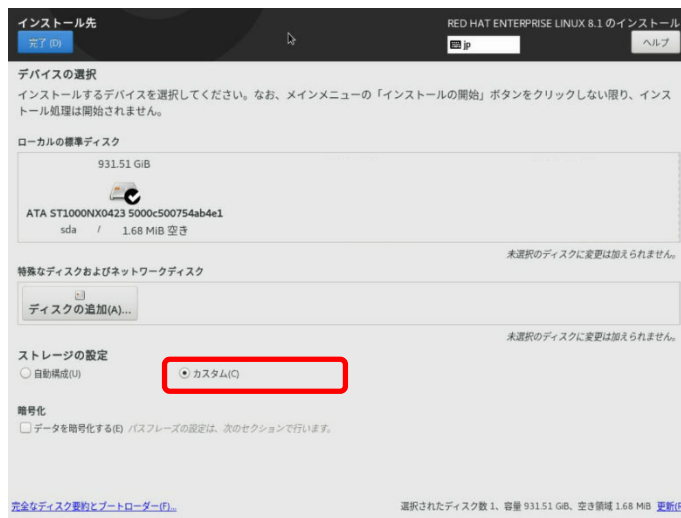 インストール先
RED HAT ENTERPRISE LINUX 8.1 のインストール
完了 (D)
jp
ヘルプ
デバイスの選択
インストールするデバイスを選択してください。なお、メインメニューの「インストールの開始」ボタンをクリックしない限り、インス
トール処理は開始されません。
ローカルの標準ディスク
931.51 GiB
ATA ST1000NX0423 5000c500754ab4e1
sda / 1.68 MiB 空き
未選択のディスクに変更は加えられません。
特殊なディスクおよびネットワークディスク
ディスクの追加(A)...
未選択のディスクに変更は加えられません。
ストレージの設定
自動構成(U)
カスタム(C)
暗号化
データを暗号化する(E) パスフレーズの設定は、次のセクションで行います。
完全なディスク要約とブートローダー(F)...
選択されたディスク数 1、容量 931.51 GiB、空き領域 1.68 MiB 更新(R